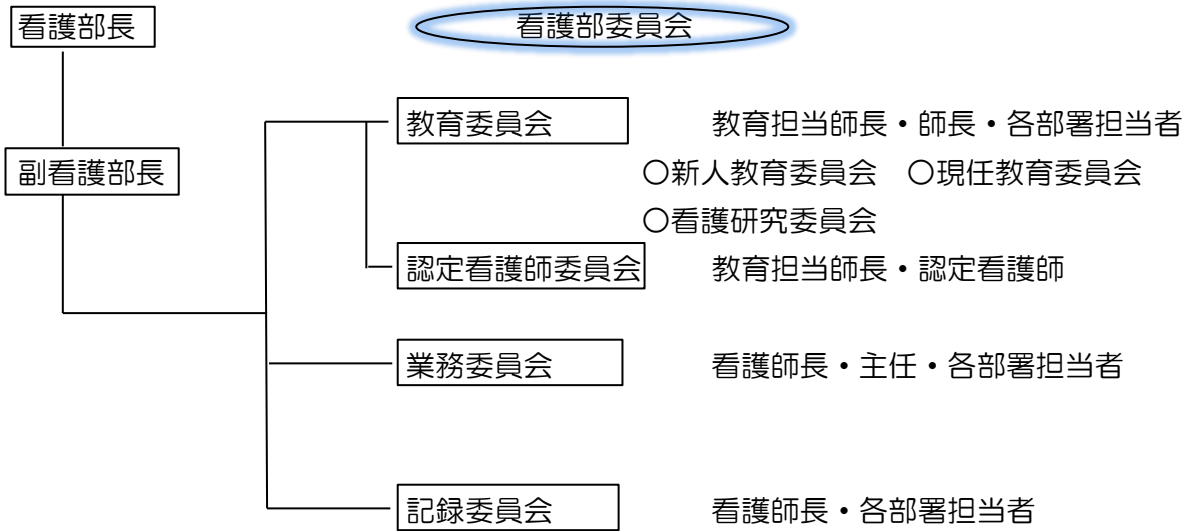 看護部長 看護部委員会
教育委員会 教育担当師長・師長・各部署担当者
副看護部長 〇新人教育委員会 〇現任教育委員会
〇看護研究委員会
認定看護師委員会 教育担当師長・認定看護師
業務委員会 看護師長・主任・各部署担当者
記録委員会 看護師長・各部署担当者